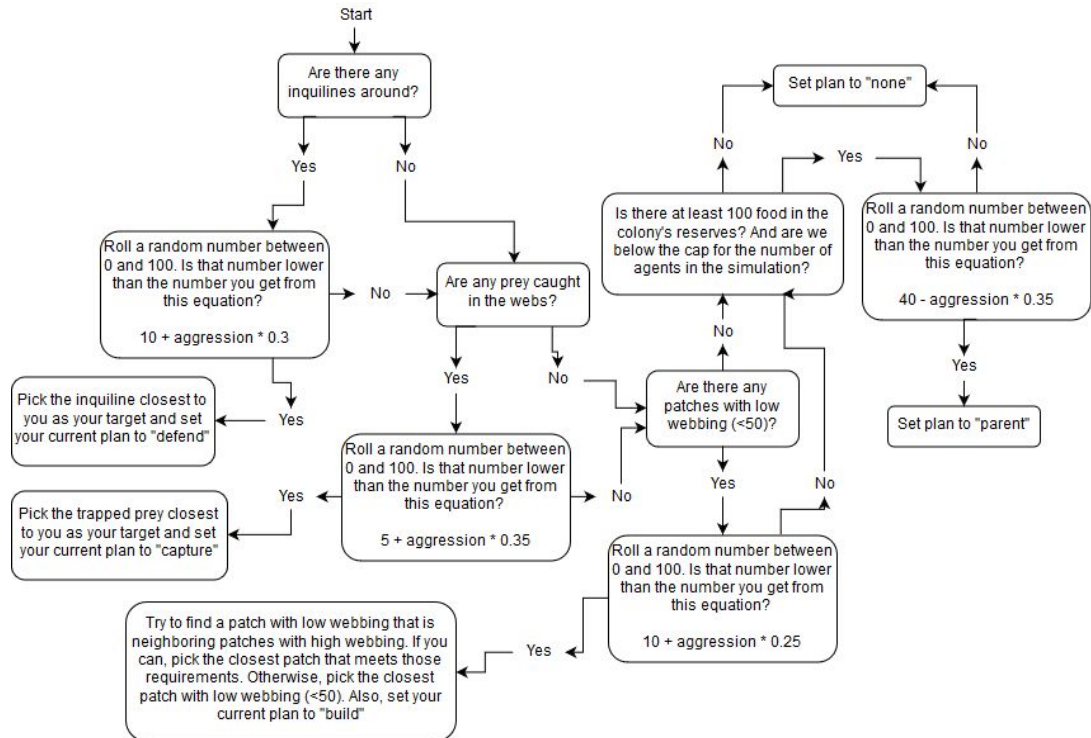 Start
Are there any
inquilines around?
Yes
No
Roll a random number between
0 and 100. Is that number lower
than the number you get from
this equation?
10 + aggression * 0.3
No
Yes
Pick the inquiline closest to
you as your target and set
your current plan to "defend"
Are any prey caught
in the webs?
Yes
No
Roll a random number between
0 and 100. Is that number lower
than the number you get from
this equation?
5 + aggression * 0.35
Yes
No
Pick the trapped prey closest
to you as your target and set
your current plan to "capture"
Are there any
patches with low
webbing (<50)?
No
Yes
Roll a random number between
0 and 100. Is that number lower
than the number you get from
this equation?
10 + aggression * 0.25
No
Yes
Try to find a patch with low webbing that is
neighboring patches with high webbing. If you
can, pick the closest patch that meets those
requirements. Otherwise, pick the closest
patch with low webbing (<50). Also, set your
current plan to "build"
Is there at least 100 food in the
colony's reserves? And are we
below the cap for the number of
agents in the simulation?
No
Yes
Set plan to "none"
Roll a random number between
0 and 100. Is that number lower
than the number you get from
this equation?
40 - aggression * 0.35
No
Yes
Set plan to "parent"